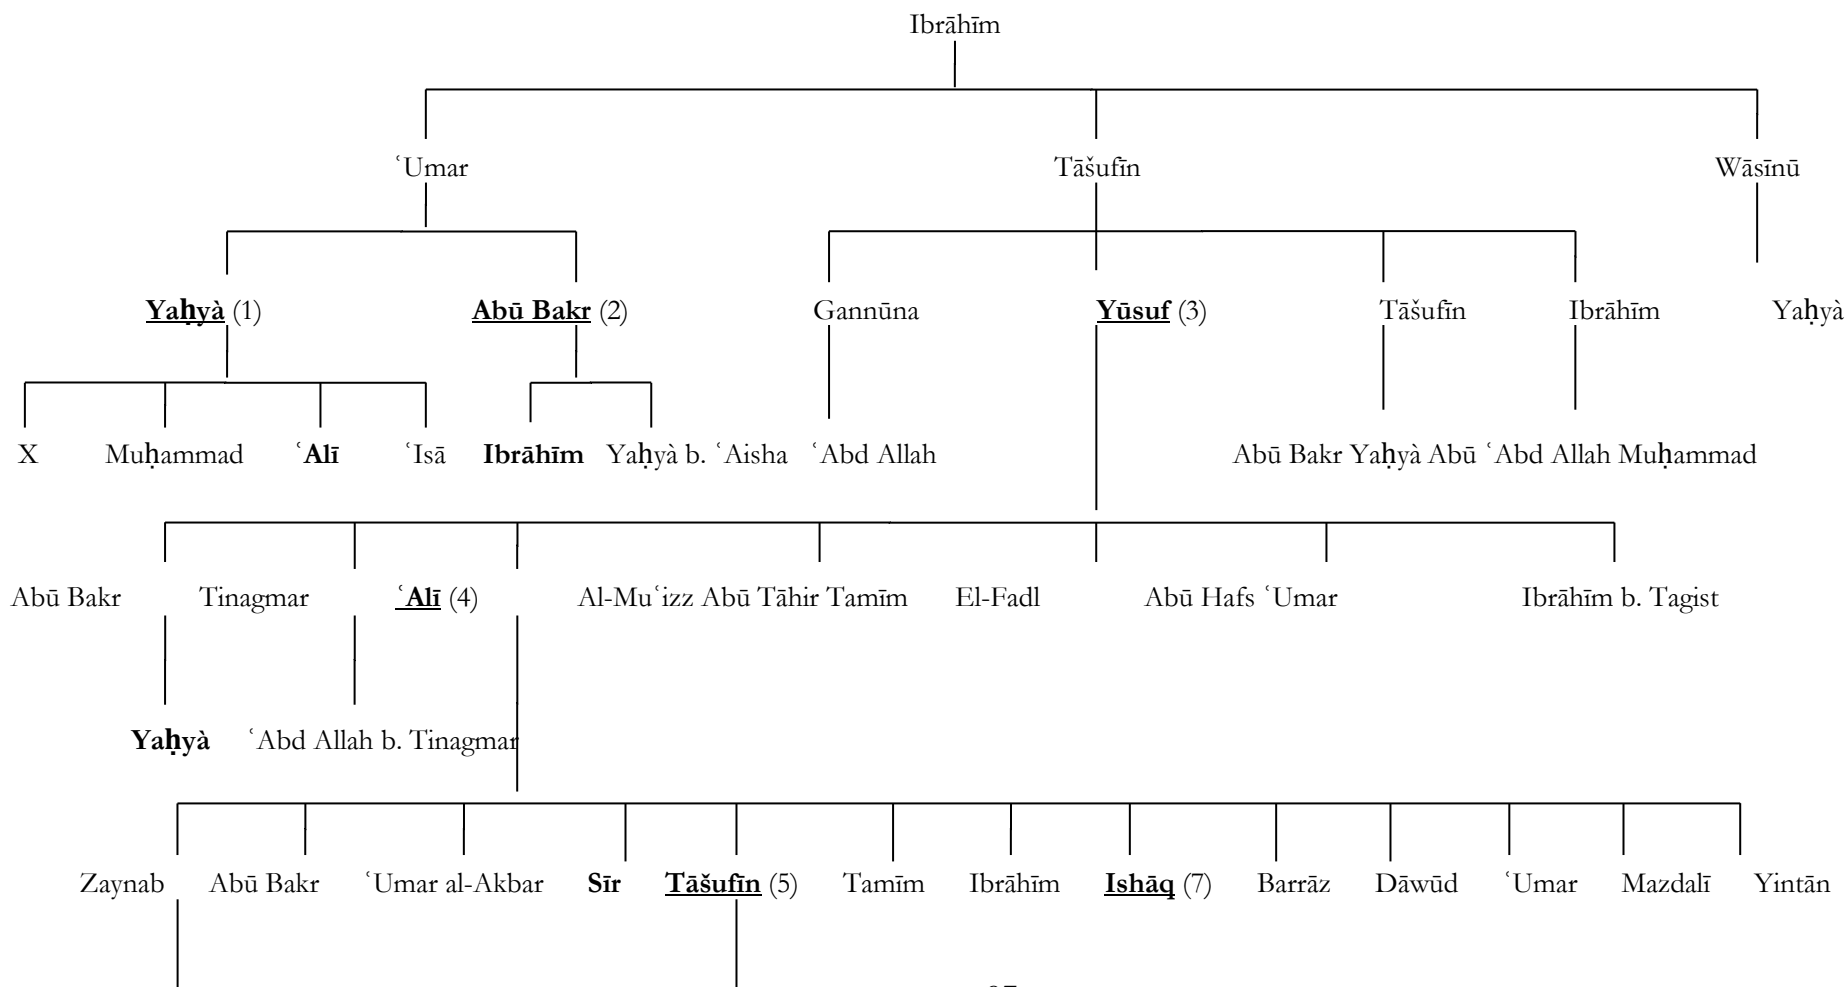 Ibrāhīm
ʿUmar Tāšufīn Wāsīnū
Yaḥyà (1) Abū Bakr (2) Gannūna Yūsuf (3) Tāšufīn Ibrāhīm Yaḥyà
X Muḥammad ʿAlī ʿIsā Ibrāhīm Yaḥyà b. ʿAisha ʿAbd Allah Abū Bakr Yaḥyà Abū ʿAbd Allah Muḥammad
Abū Bakr Tinagmar ʿAlī (4) Al-Muʿizz Abū Tāhir Tamīm El-Fadl Abū Hafs ʿUmar Ibrāhīm b. Tagist
Yaḥyà ʿAbd Allah b. Tinagmar
Zaynab Abū Bakr ʿUmar al-Akbar Sīr Tāšufīn (5) Tamīm Ibrāhīm Ishāq (7) Barrāz Dāwūd ʿUmar Mazdalī Yintān